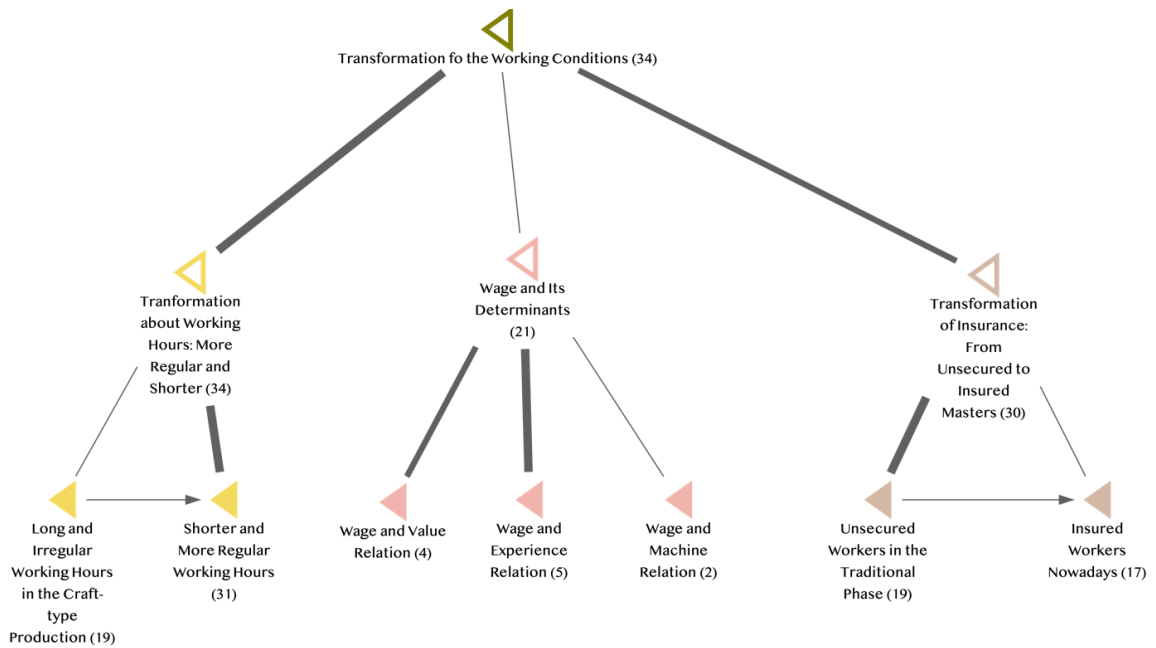 Transformation fo the Working Conditions (34)
Tranformation
about Working
Hours: More
Regular and
Shorter (34)
Wage and Its
Determinants
(21)
Transformation
of Insurance:
From
Unsecured to
Insured
Masters (30)
Long and
Irregular
Working Hours
in the Craft-
type
Production (19)
Shorter and
More Regular
Working Hours
(31)
Wage and Value
Relation (4)
Wage and
Experience
Relation (5)
Wage and
Machine
Relation (2)
Unsecured
Workers in the
Traditional
Phase (19)
Insured
Workers
Nowadays (17)